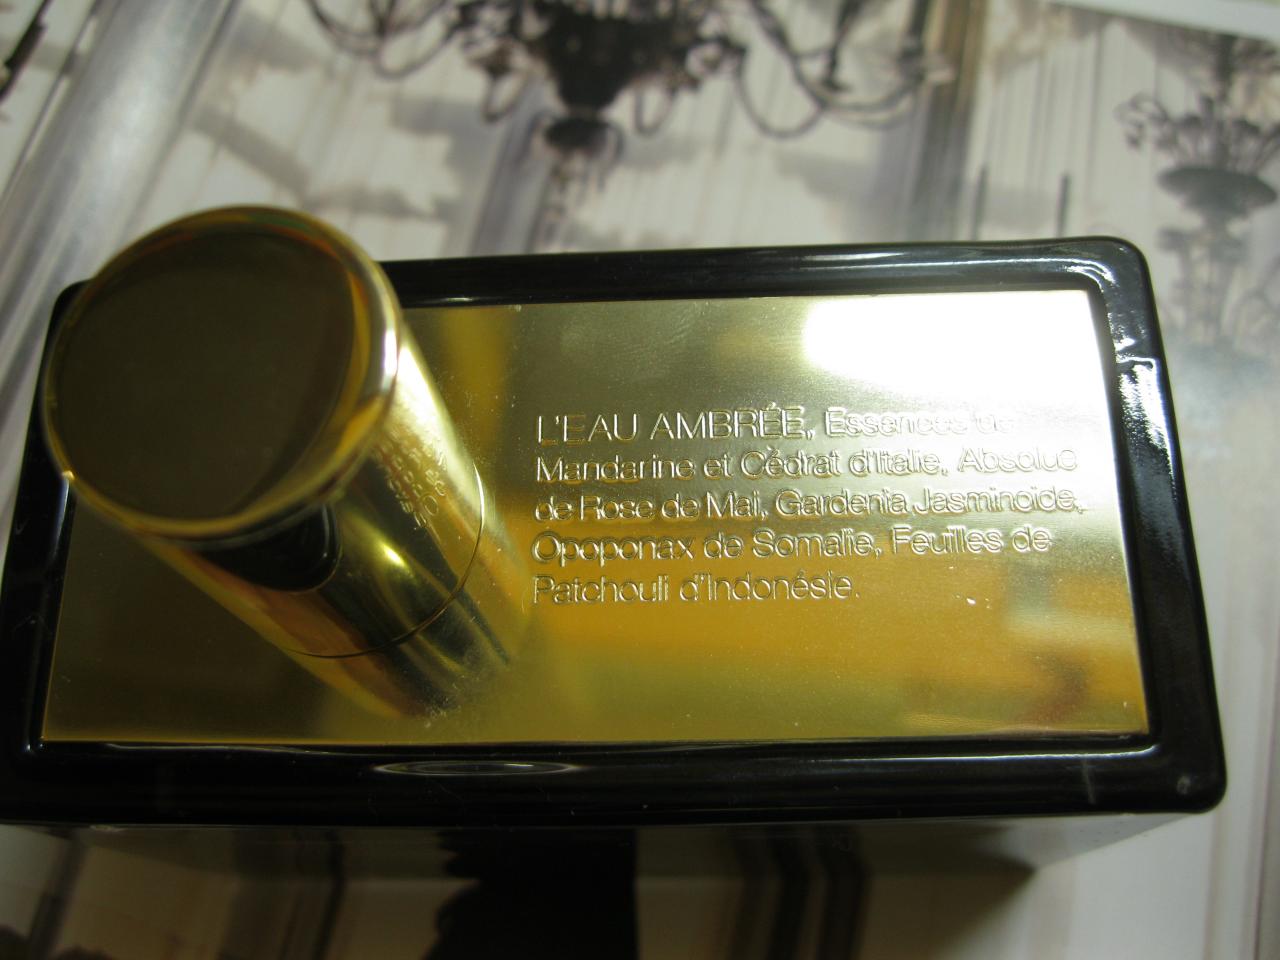 L'EAU AMBRÉE, Essences de
Mandarine et Cédrat d'Italie, Absolue
de Rose de Mai, Gardenia Jasminoide,
Opoponax de Somalie, Feuilles de
Patchouli d'Indonésie.